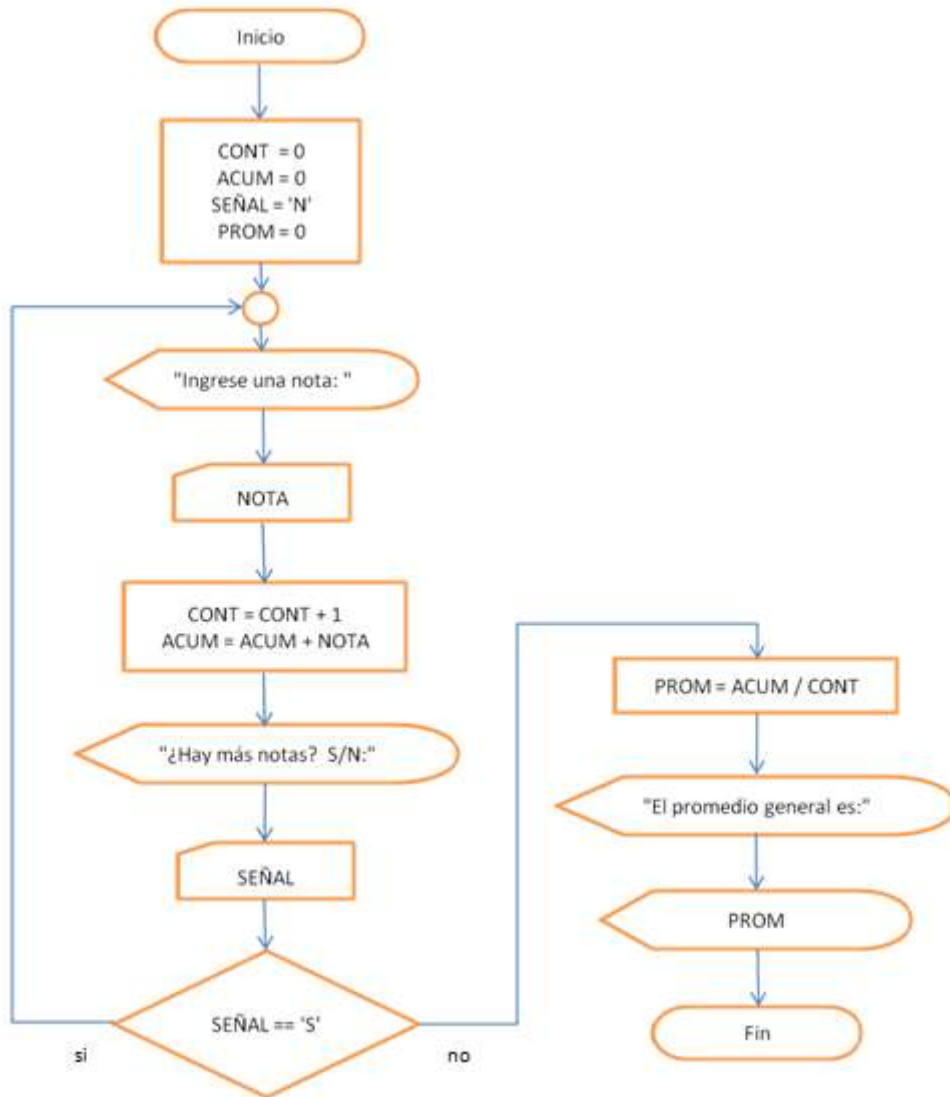 Inicio
CONT = 0
ACUM = 0
SEÑAL = 'N'
PROM = 0
"Ingrese una nota: "
NOTA
CONT = CONT + 1
ACUM = ACUM + NOTA
"¿Hay más notas? S/N:"
SEÑAL
SEÑAL == 'S'
si
no
PROM = ACUM / CONT
"El promedio general es:"
PROM
Fin